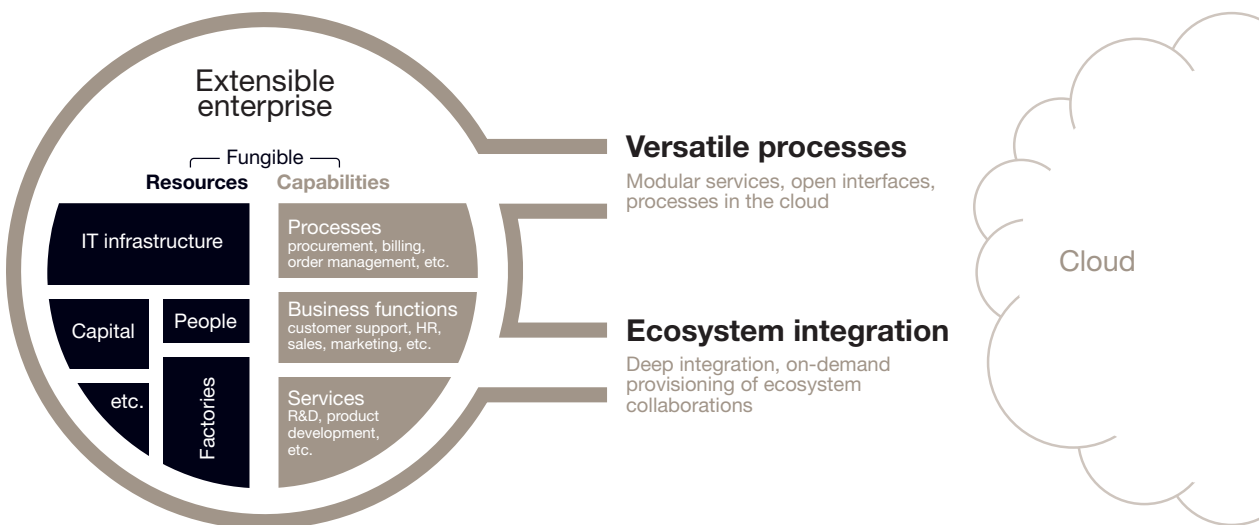 Extensible
enterprise
Fungible
Resources Capabilities
IT infrastructure
Capital
People
etc.
Factories
Processes
procurement, billing,
order management, etc.
Business functions
customer support, HR,
sales, marketing, etc.
Services
R&D, product
development,
etc.
Versatile processes
Modular services, open interfaces,
processes in the cloud
Ecosystem integration
Deep integration, on-demand
provisioning of ecosystem
collaborations
Cloud